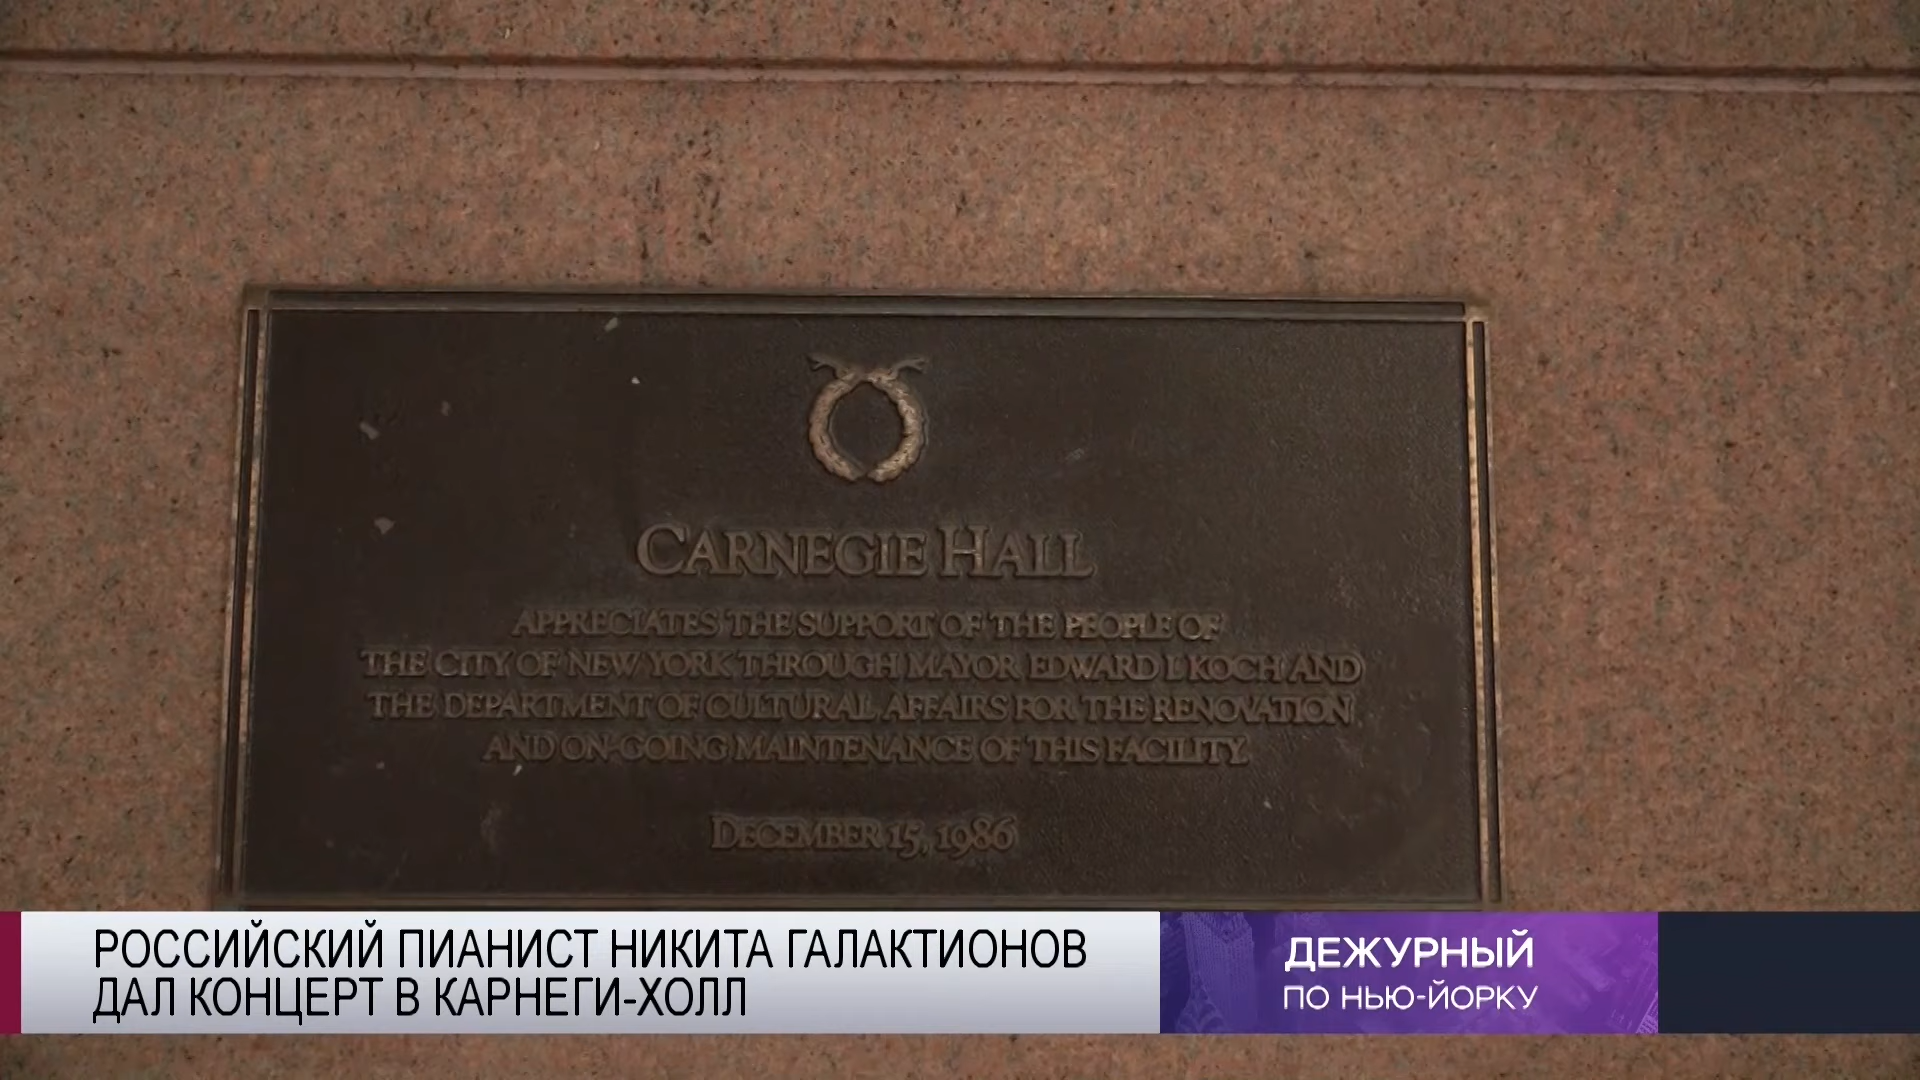 CARNEGIE HALL
APPRECIATES THE SUPPORT OF THE PEOPLE OF
THE CITY OF NEW YORK THROUGH MAYOR EDWARD I. KOCH AND
THE DEPARTMENT OF CULTURAL AFFAIRS FOR THE RENOVATION
AND ON-GOING MAINTENANCE OF THIS FACILITY.
DECEMBER 15, 1986
РОССИЙСКИЙ ПИАНИСТ НИКИТА ГАЛАКТИОНОВ
ДАЛ КОНЦЕРТ В КАРНЕГИ-ХОЛЛ
ДЕЖУРНЫЙ
ПО НЬЮ-ЙОРКУ